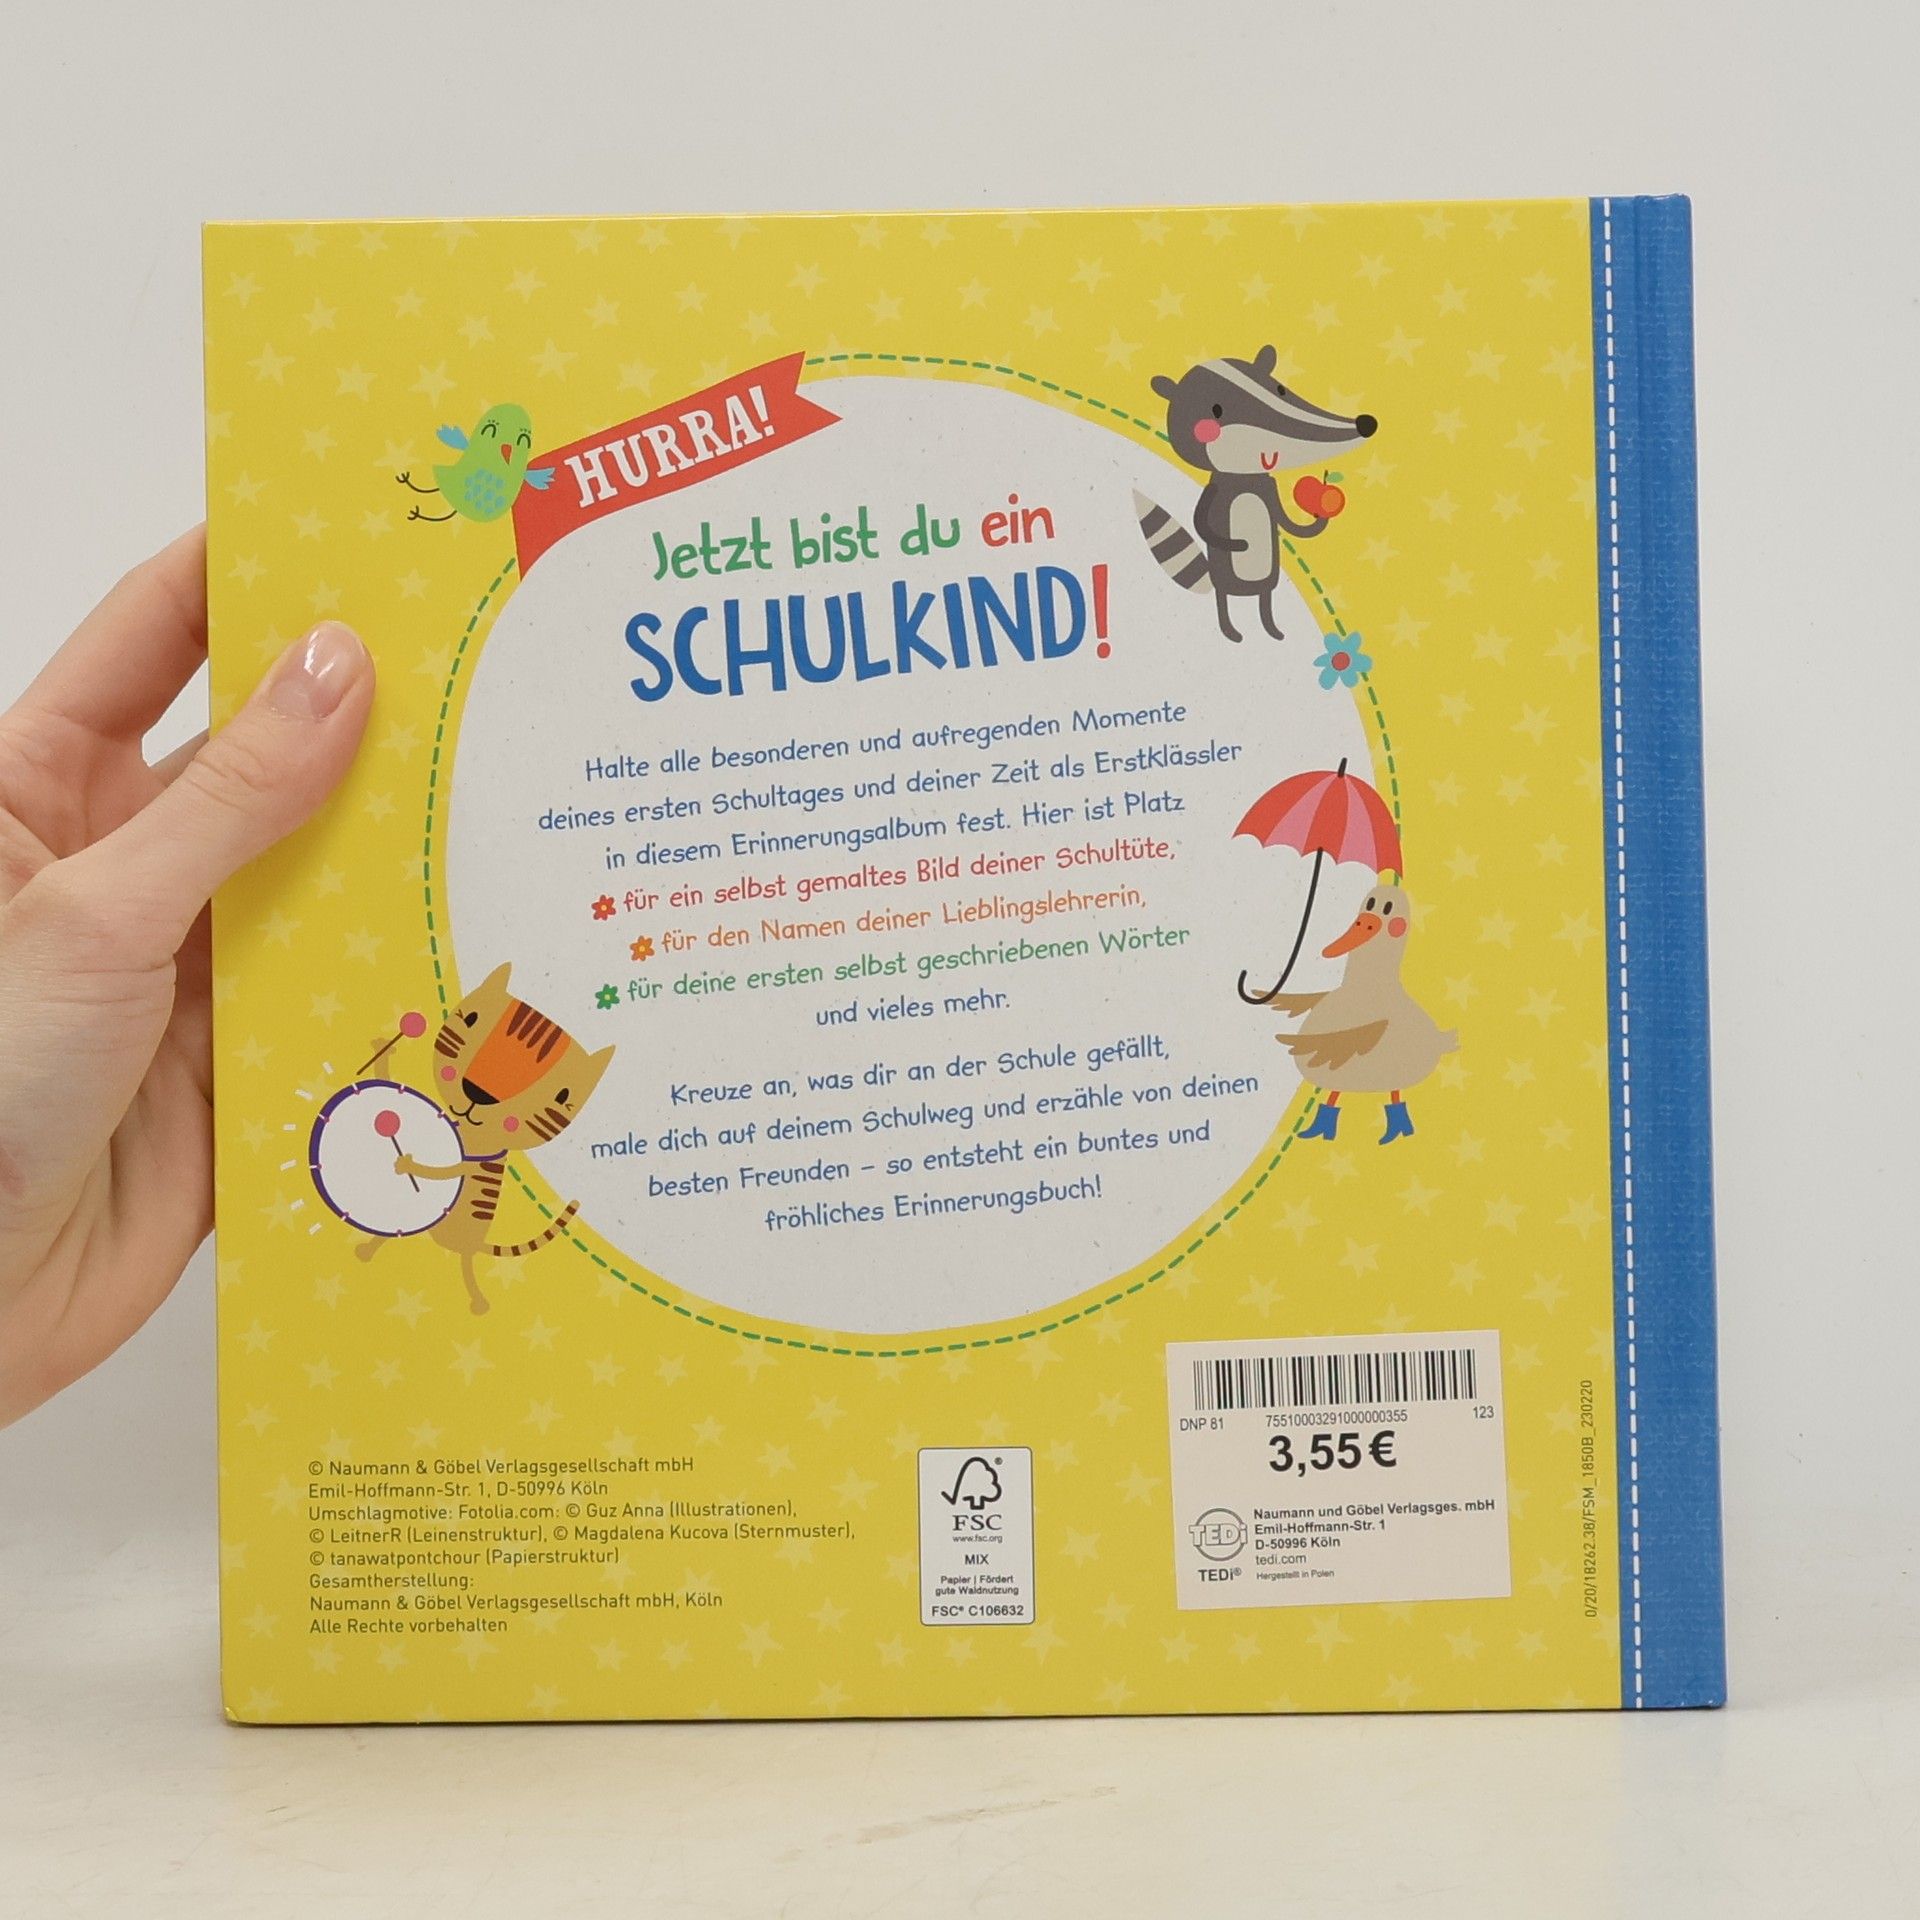 HURRA!
Jetzt bist du ein
SCHULKIND!
Halte alle besonderen und aufregenden Momente
deines ersten Schultages und deiner Zeit als Erstklässler
in diesem Erinnerungsalbum fest. Hier ist Platz
für ein selbst gemaltes Bild deiner Schultüte,
für den Namen deiner Lieblingslehrerin,
für deine ersten selbst geschriebenen Wörter
und vieles mehr.
Kreuze an, was dir an der Schule gefällt,
male dich auf deinem Schulweg und erzähle von deinen
besten Freunden – so entsteht ein buntes und
fröhliches Erinnerungsbuch!
© Naumann & Göbel Verlagsgesellschaft mbH
Emil-Hoffmann-Str. 1, D-50996 Köln
Umschlagmotive: Fotolia.com: © Guz Anna (Illustrationen),
© LeitnerR (Leinenstruktur), © Magdalena Kucova (Sternmuster),
© tanawatpontchour (Papierstruktur)
Gesamtherstellung:
Naumann & Göbel Verlagsgesellschaft mbH, Köln
Alle Rechte vorbehalten
®
FSC
www.fsc.org
MIX
Papier | Fördert
gute Waldnutzung
FSC® C106632
DNP 81 75510003291000000355 123
3,55€
TEDi
TEDi®
Naumann und Göbel Verlagsges. mbH
Emil-Hoffmann-Str. 1
D-50996 Köln
tedi.com
Hergestellt in Polen
0/20/18262.38/FSM_1850B_230220